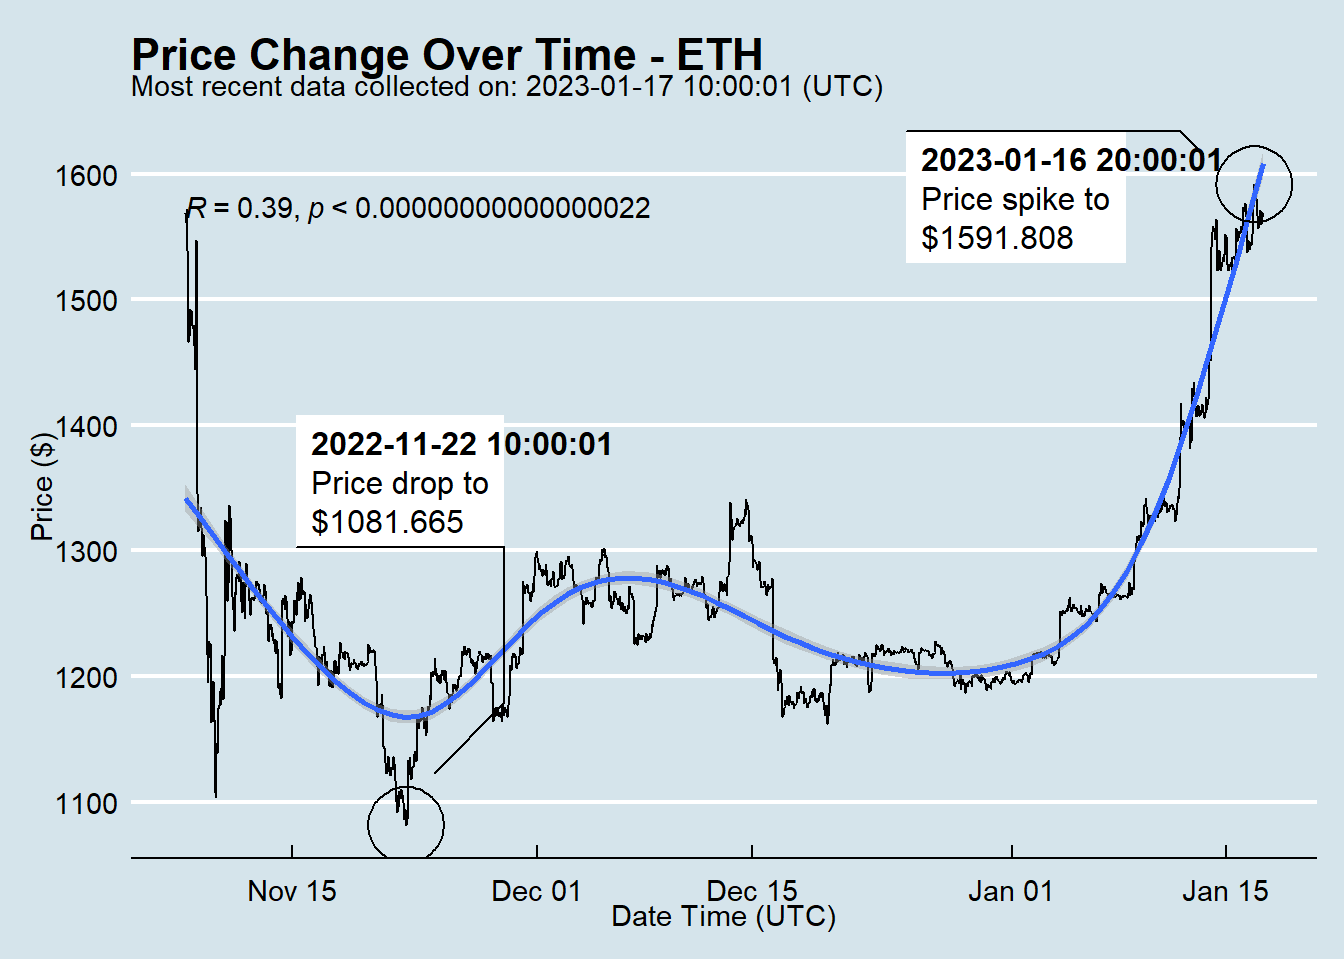 Price Change Over Time - ETH
Most recent data collected on: 2023-01-17 10:00:01 (UTC)
2023-01-16 20:00:01
Price spike to
$1591.808
R = 0.39, p < 0.00000000000000022
2022-11-22 10:00:01
Price drop to
$1081.665
Price ($)
1600
1500
1400
1300
1200
1100
Nov 15
Dec 01
Dec 15
Jan 01
Jan 15
Date Time (UTC)